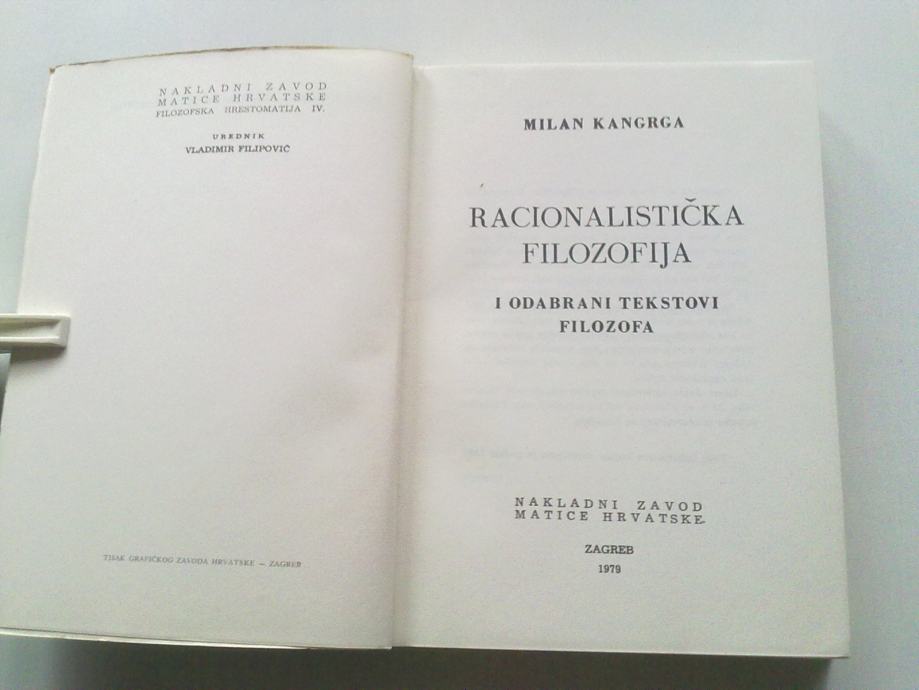 NAKLADNI ZAVOD
MATICE HRVATSKE
FILOZOFSKA HRESTOMATIJA IV.
UREDNIK
VLADIMIR FILIPOVIĆ
TISAK GRAFIČKOG ZAVODA HRVATSKE — ZAGREB
MILAN KANGRGA
RACIONALISTIČKA
FILOZOFIJA
I ODABRANI TEKSTOVI
FILOZOFA
NAKLADNI ZAVOD
MATICE HRVATSKE
ZAGREB
1979